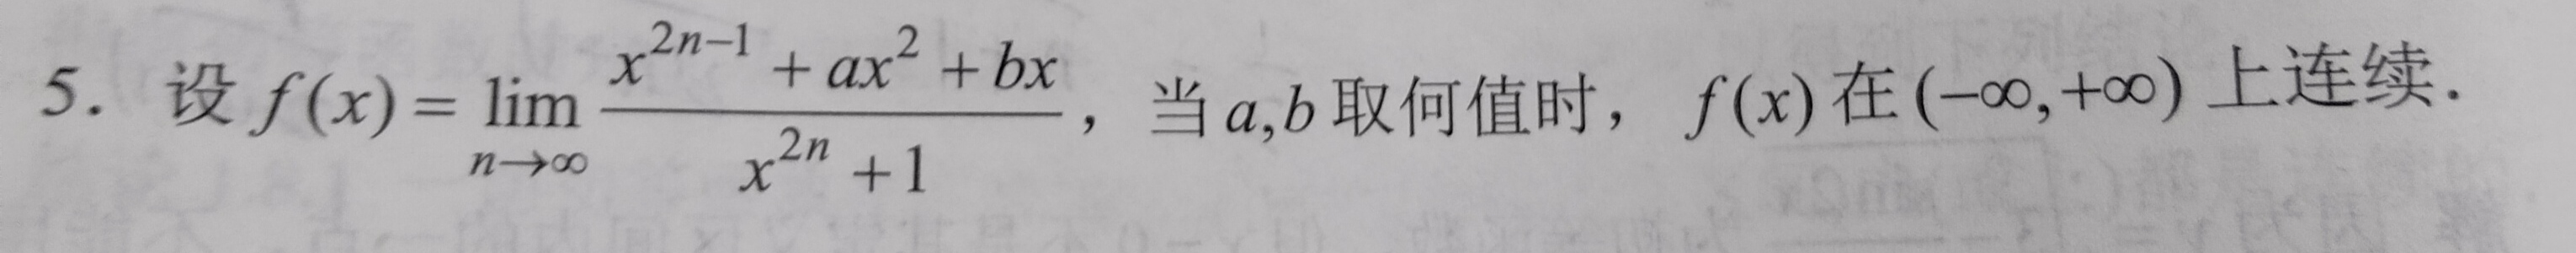 5. 设 f(x) = lim_{n→∞} \frac{x^{2n-1} + ax^2 + bx}{x^{2n} + 1}, 当 a,b 取何值时, f(x) 在 (-∞,+∞) 上连续.